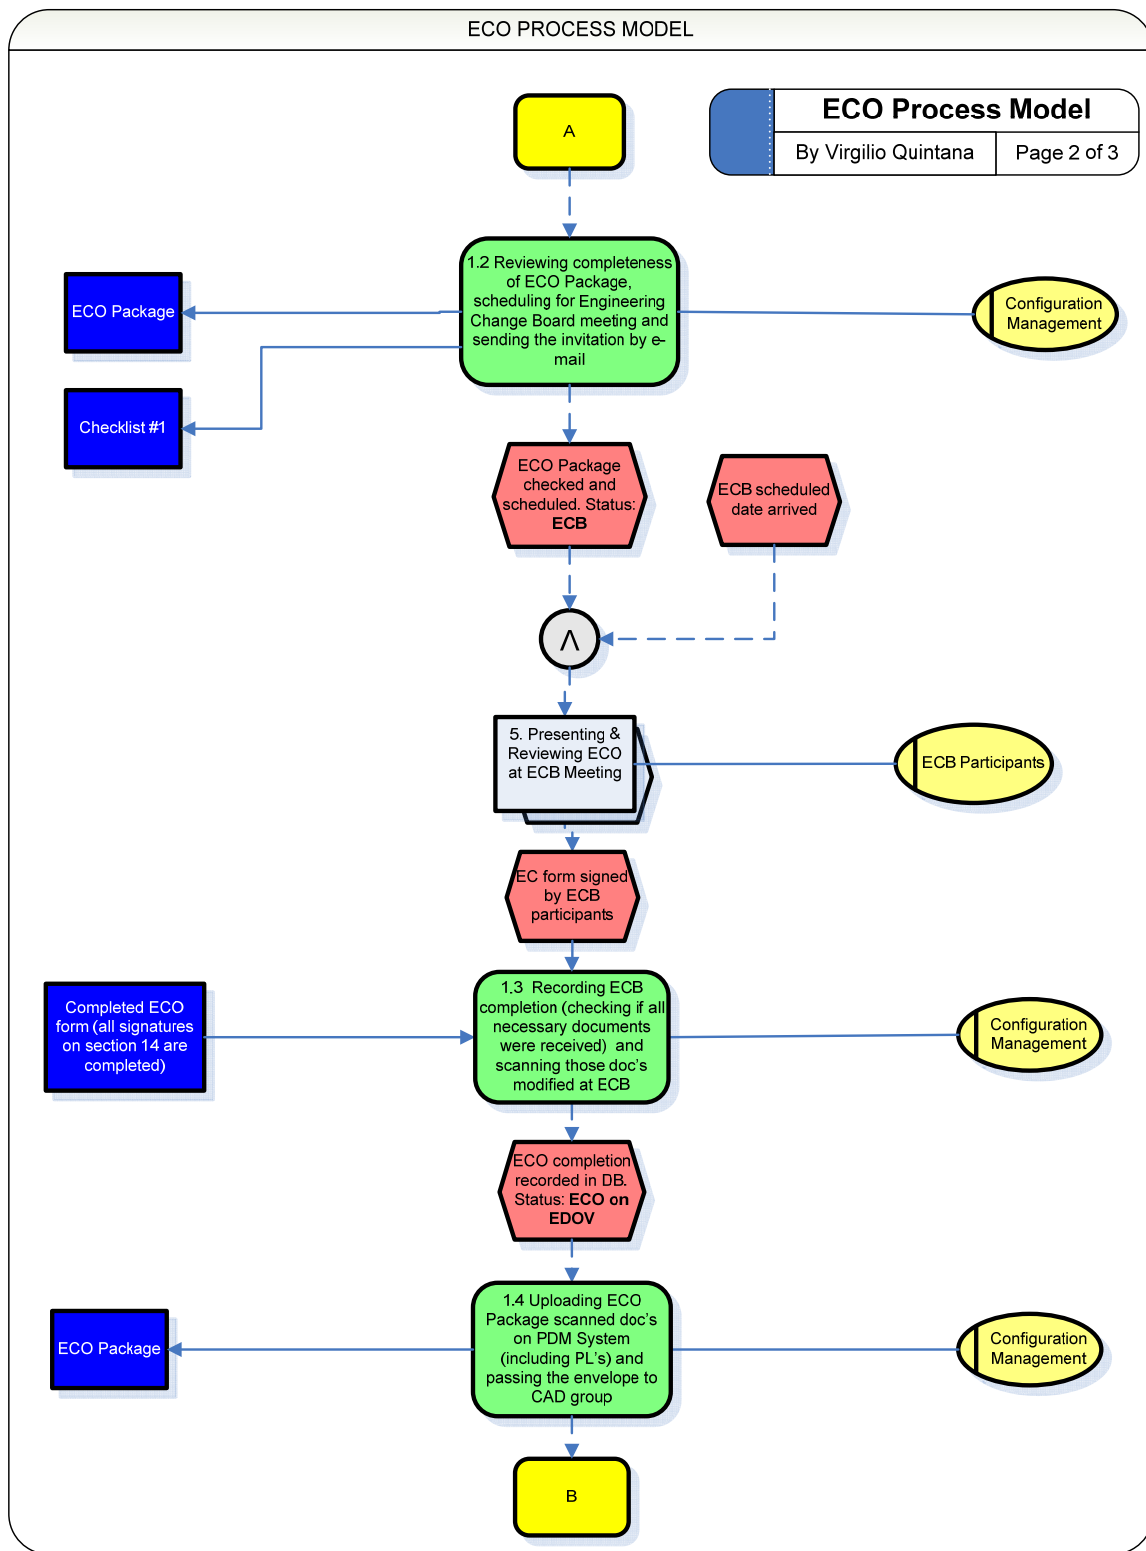 ECO PROCESS MODEL
ECO Process Model
By Virgilio Quintana
Page 2 of 3
A
1.2 Reviewing completeness
of ECO Package,
scheduling for Engineering
Change Board meeting and
sending the invitation by e-
mail
ECO Package
Configuration
Management
Checklist #1
ECO Package
checked and
scheduled. Status:
ECB
ECB scheduled
date arrived
Λ
5. Presenting &
Reviewing ECO
at ECB Meeting
ECB Participants
EC form signed
by ECB
participants
Completed ECO
form (all signatures
on section 14 are
completed)
1.3 Recording ECB
completion (checking if all
necessary documents
were received) and
scanning those doc's
modified at ECB
Configuration
Management
ECO completion
recorded in DB.
Status: ECO on
EDOV
ECO Package
1.4 Uploading ECO
Package scanned doc's
on PDM System
(including PL's) and
passing the envelope to
CAD group
Configuration
Management
B